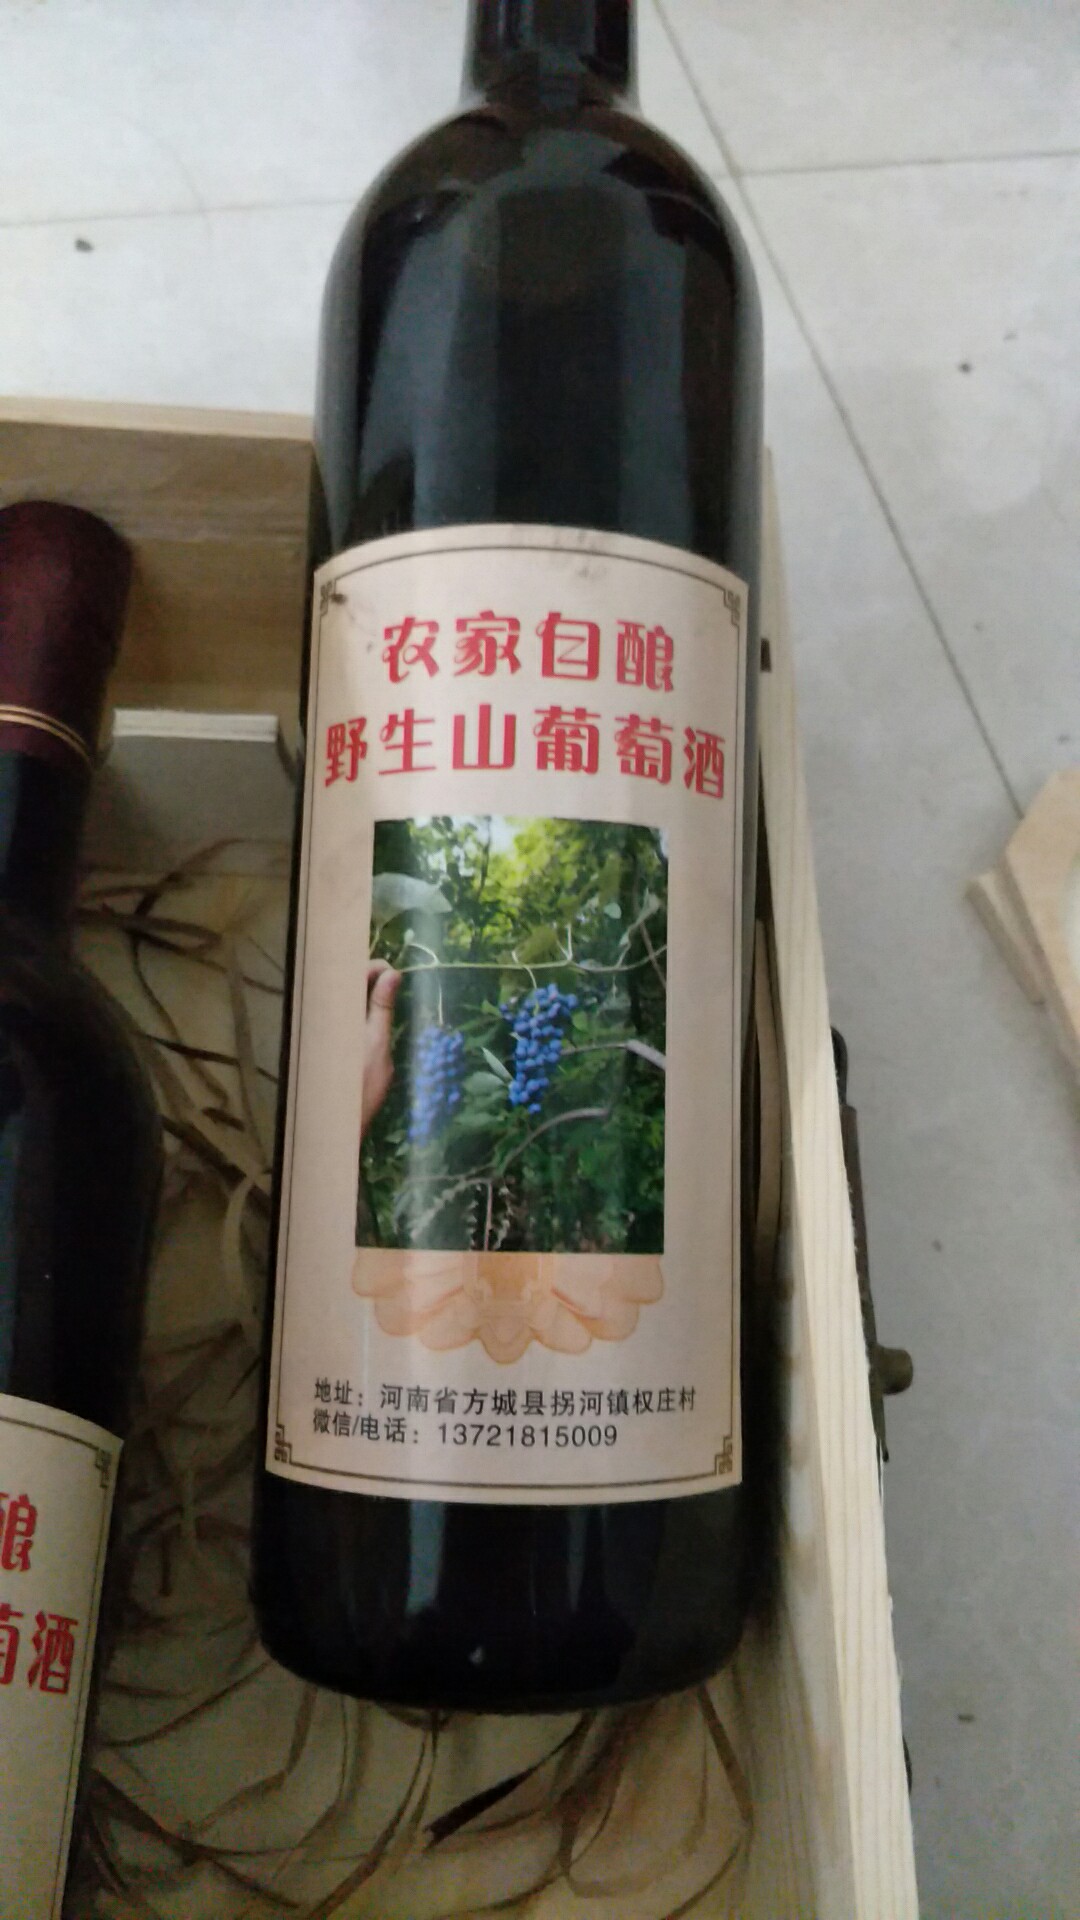 农家自酿
野生山葡萄酒
地址：河南省方城县拐河镇权庄村
微信/电话：13721815009
酿
萄酒